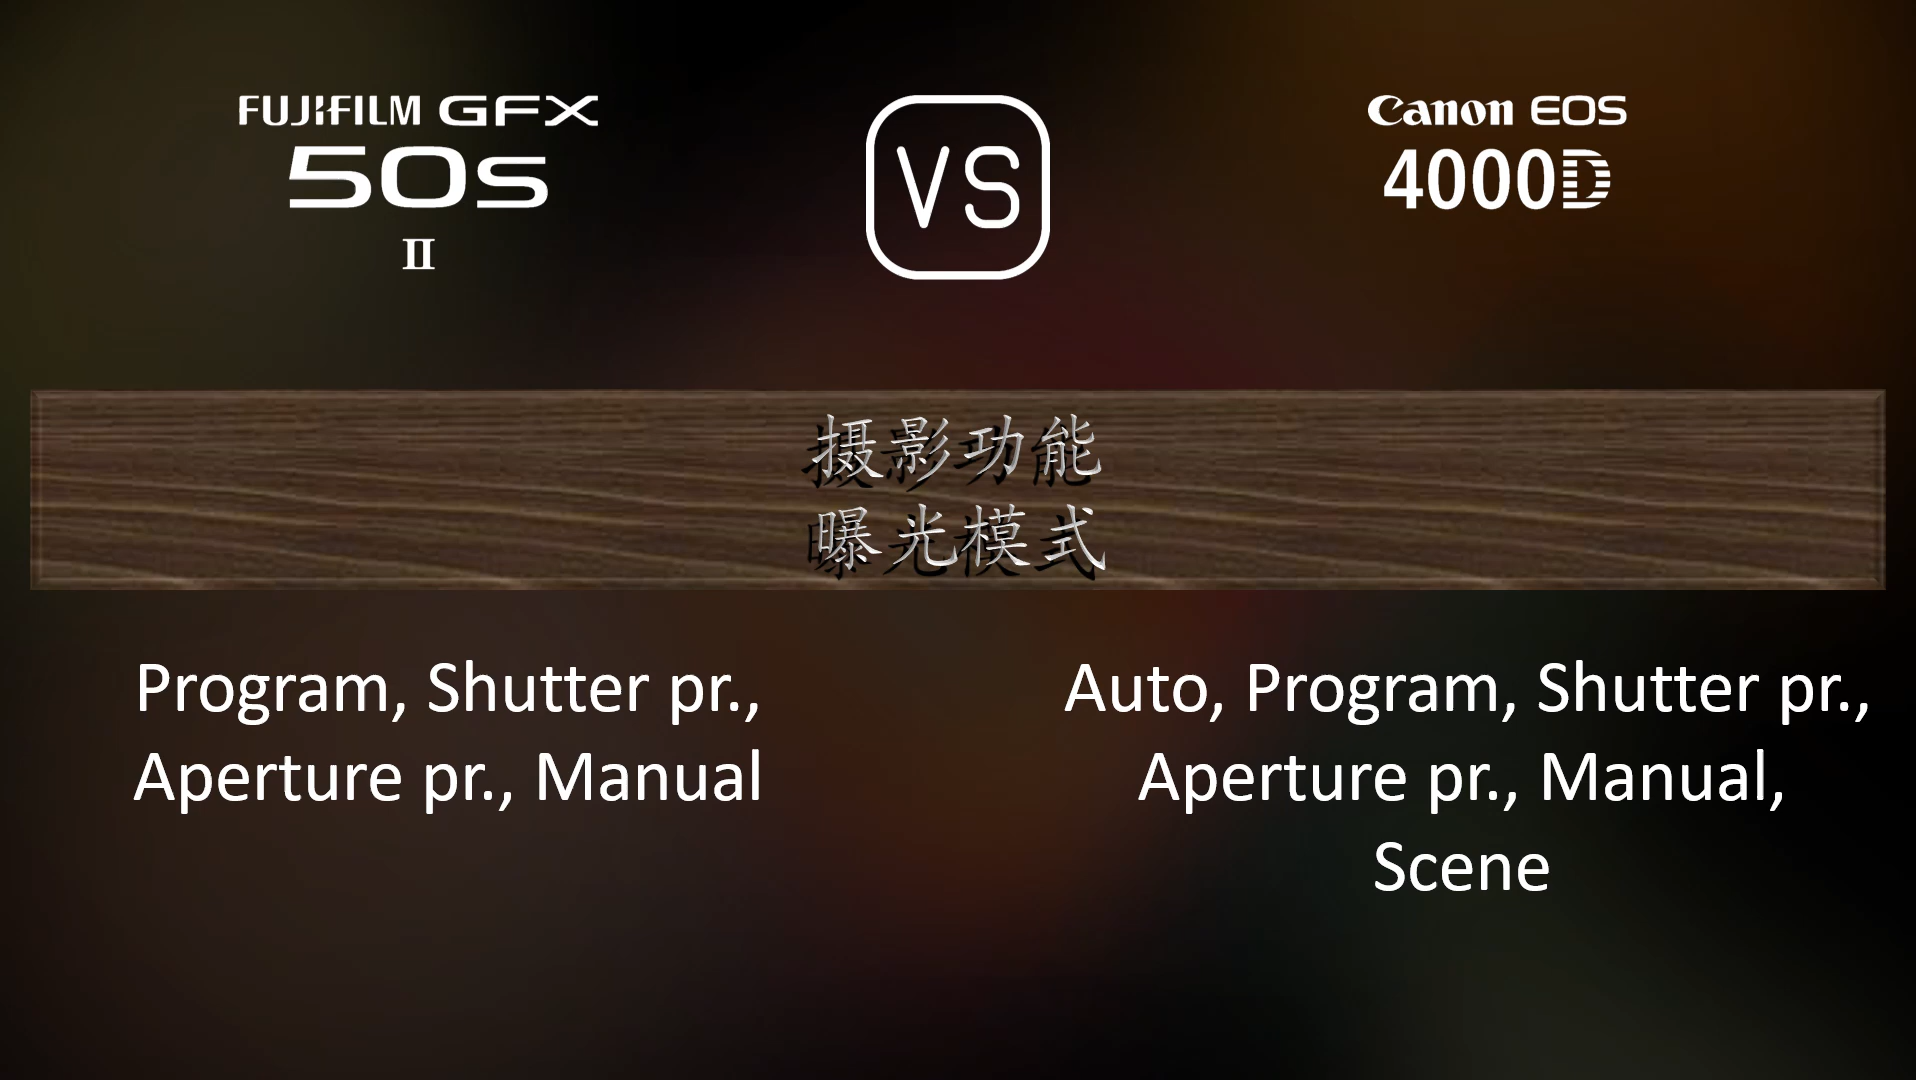 FUJIFILM GFX
50S
II
VS
Canon EOS
4000D
摄影功能
曝光模式
Program, Shutter pr.,
Aperture pr., Manual
Auto, Program, Shutter pr.,
Aperture pr., Manual,
Scene